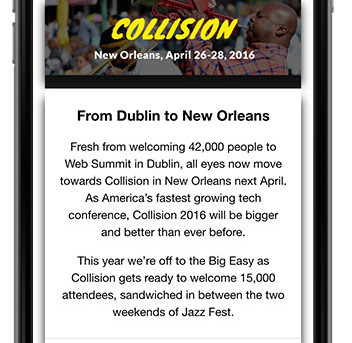 COLLISION
New Orleans, April 26-28, 2016
From Dublin to New Orleans
Fresh from welcoming 42,000 people to
Web Summit in Dublin, all eyes now move
towards Collision in New Orleans next April.
As America’s fastest growing tech
conference, Collision 2016 will be bigger
and better than ever before.
This year we’re off to the Big Easy as
Collision gets ready to welcome 15,000
attendees, sandwiched in between the two
weekends of Jazz Fest.